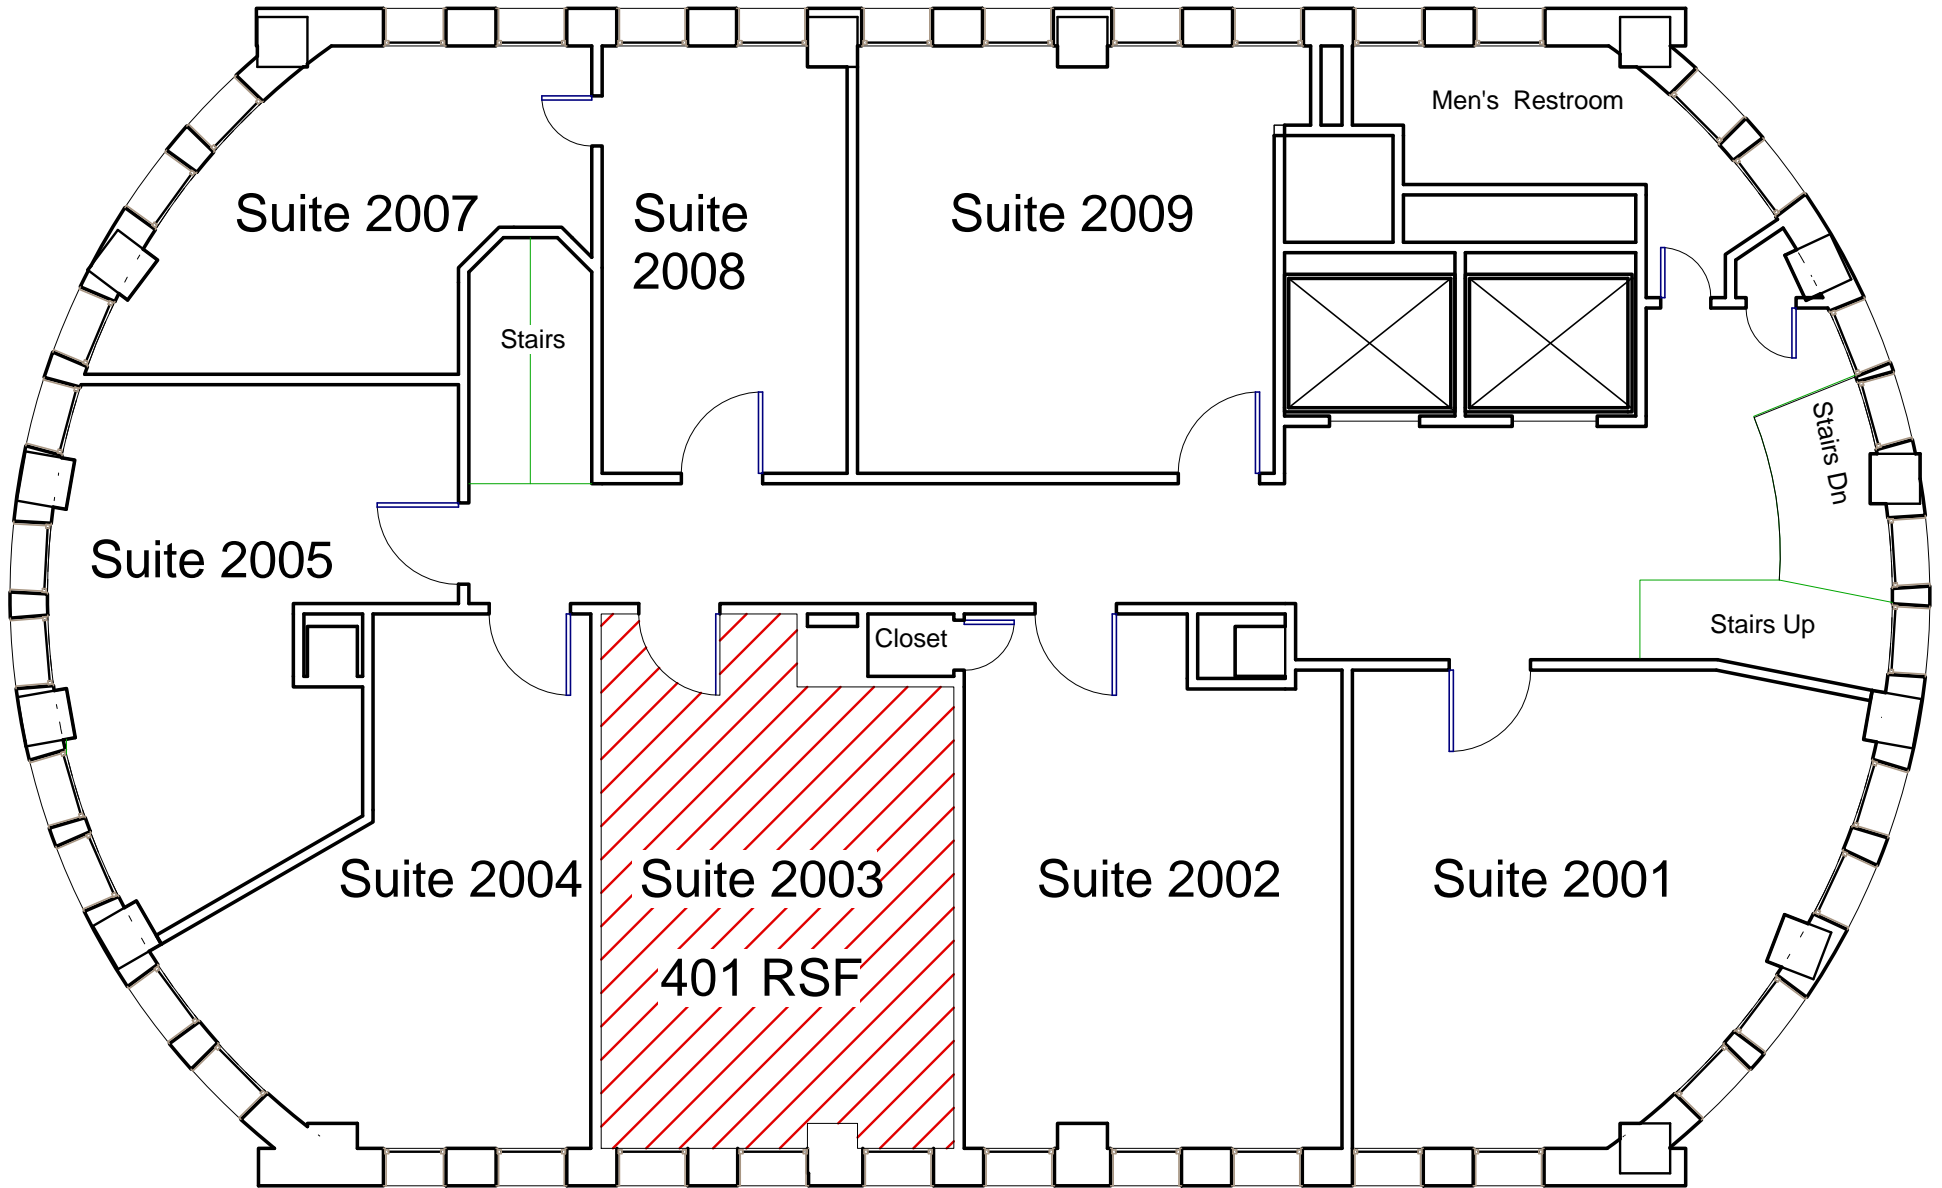 Men's Restroom
Suite 2007
Suite
2008
Suite 2009
Stairs
Stairs Dn
Suite 2005
Closet
Stairs Up
Suite 2004
Suite 2003
401 RSF
Suite 2002
Suite 2001